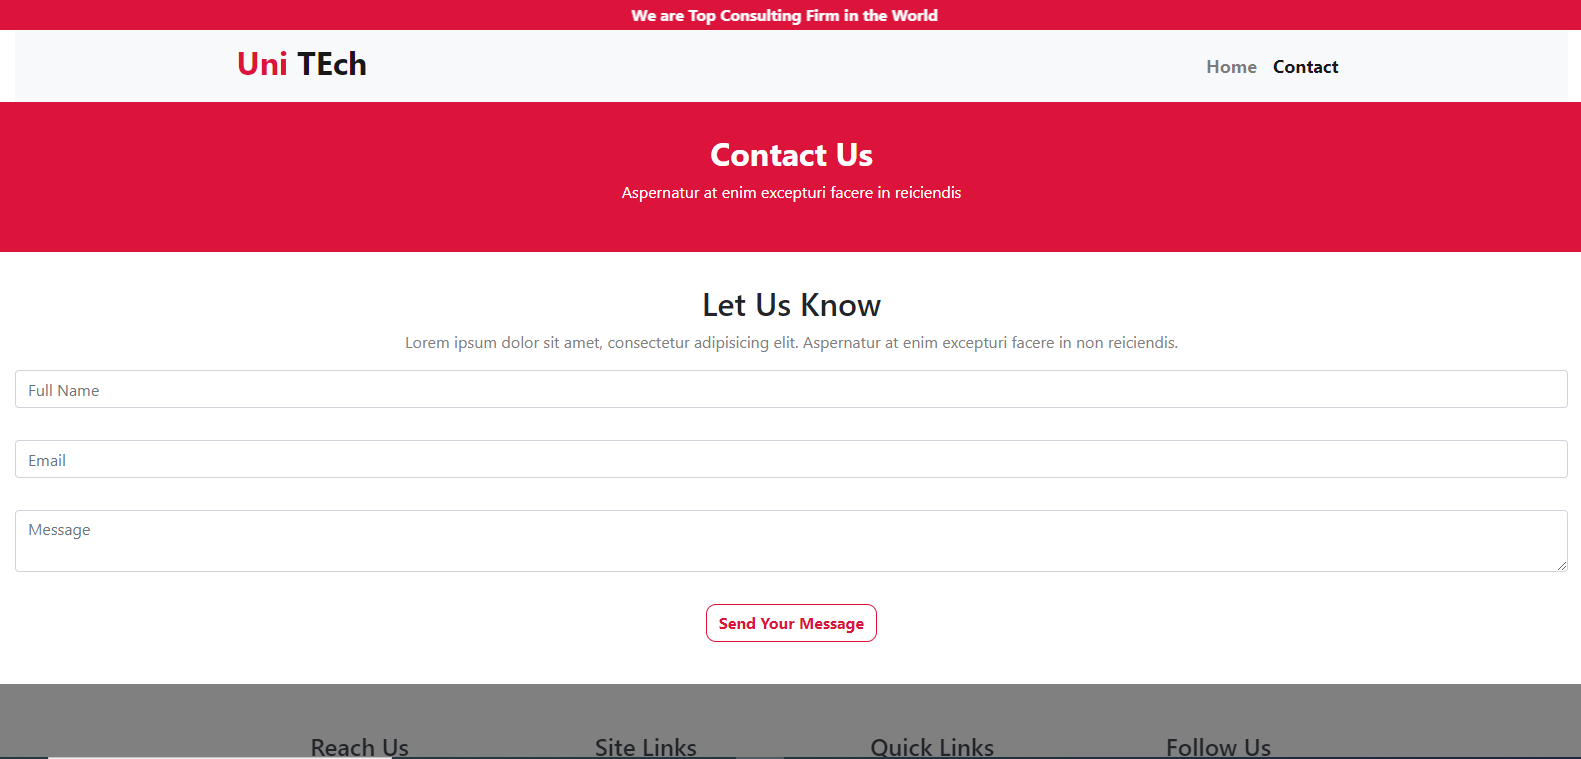 We are Top Consulting Firm in the World
Uni TEch
Home Contact
Contact Us
Aspernatur at enim excepturi facere in reiciendis
Let Us Know
Lorem ipsum dolor sit amet, consectetur adipisicing elit. Aspernatur at enim excepturi facere in non reiciendis.
Full Name
Email
Message
Send Your Message
Reach Us Site Links Quick Links Follow Us